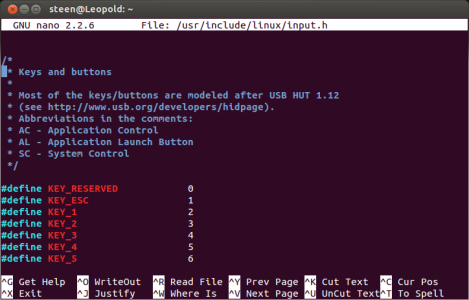 steen@Leopold: ~
GNU nano 2.2.6 File: /usr/include/linux/input.h
/*
* Keys and buttons
*
* Most of the keys/buttons are modeled after USB HUT 1.12
* (see http://www.usb.org/developers/hidpage).
* Abbreviations in the comments:
* AC - Application Control
* AL - Application Launch Button
* SC - System Control
*/
#define KEY_RESERVED 0
#define KEY_ESC 1
#define KEY_1 2
#define KEY_2 3
#define KEY_3 4
#define KEY_4 5
#define KEY_5 6
^G Get Help ^O WriteOut ^R Read File ^Y Prev Page ^K Cut Text ^C Cur Pos
^X Exit ^J Justify ^W Where Is ^V Next Page ^U UnCut Text ^T To Spell